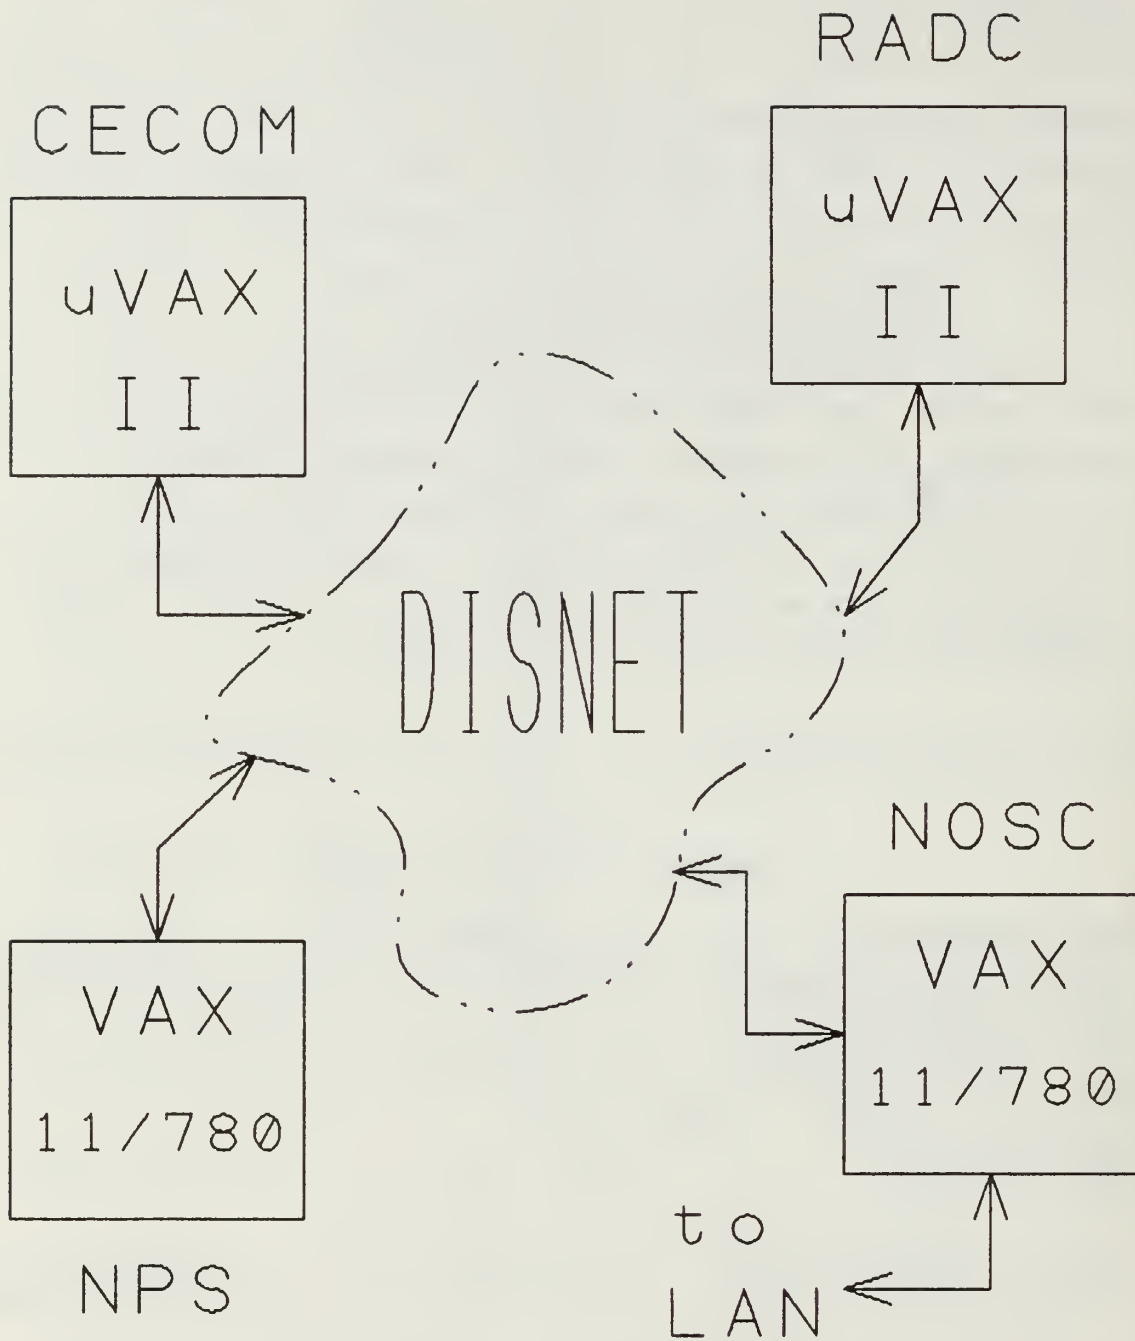 RADC
uVAX
II
CECOM
uVAX
II
DISNET
NOSC
VAX
11/780
VAX
11/780
NPS
to
LAN